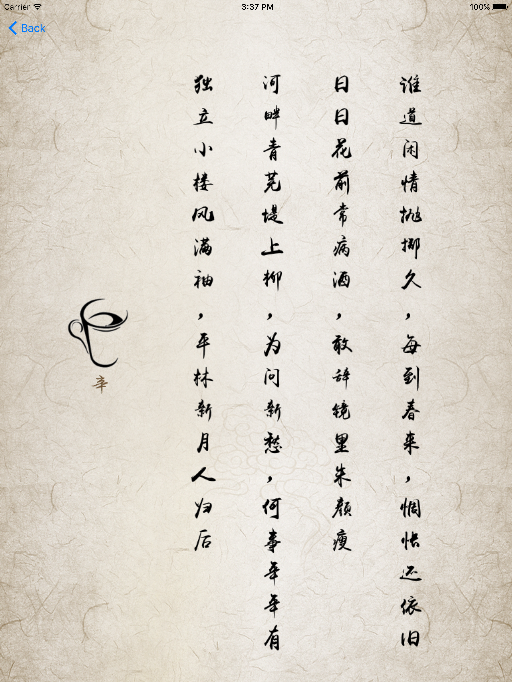 Carrier
3:37 PM
100%
Back
谁道闲情抛掷久，每到春来，惆怅还依旧
日日花前常病酒，敢辞镜里朱颜瘦
河畔青芜堤上柳，为问新愁，何事年年有
独立小楼风满袖，平林新月人归后
辛